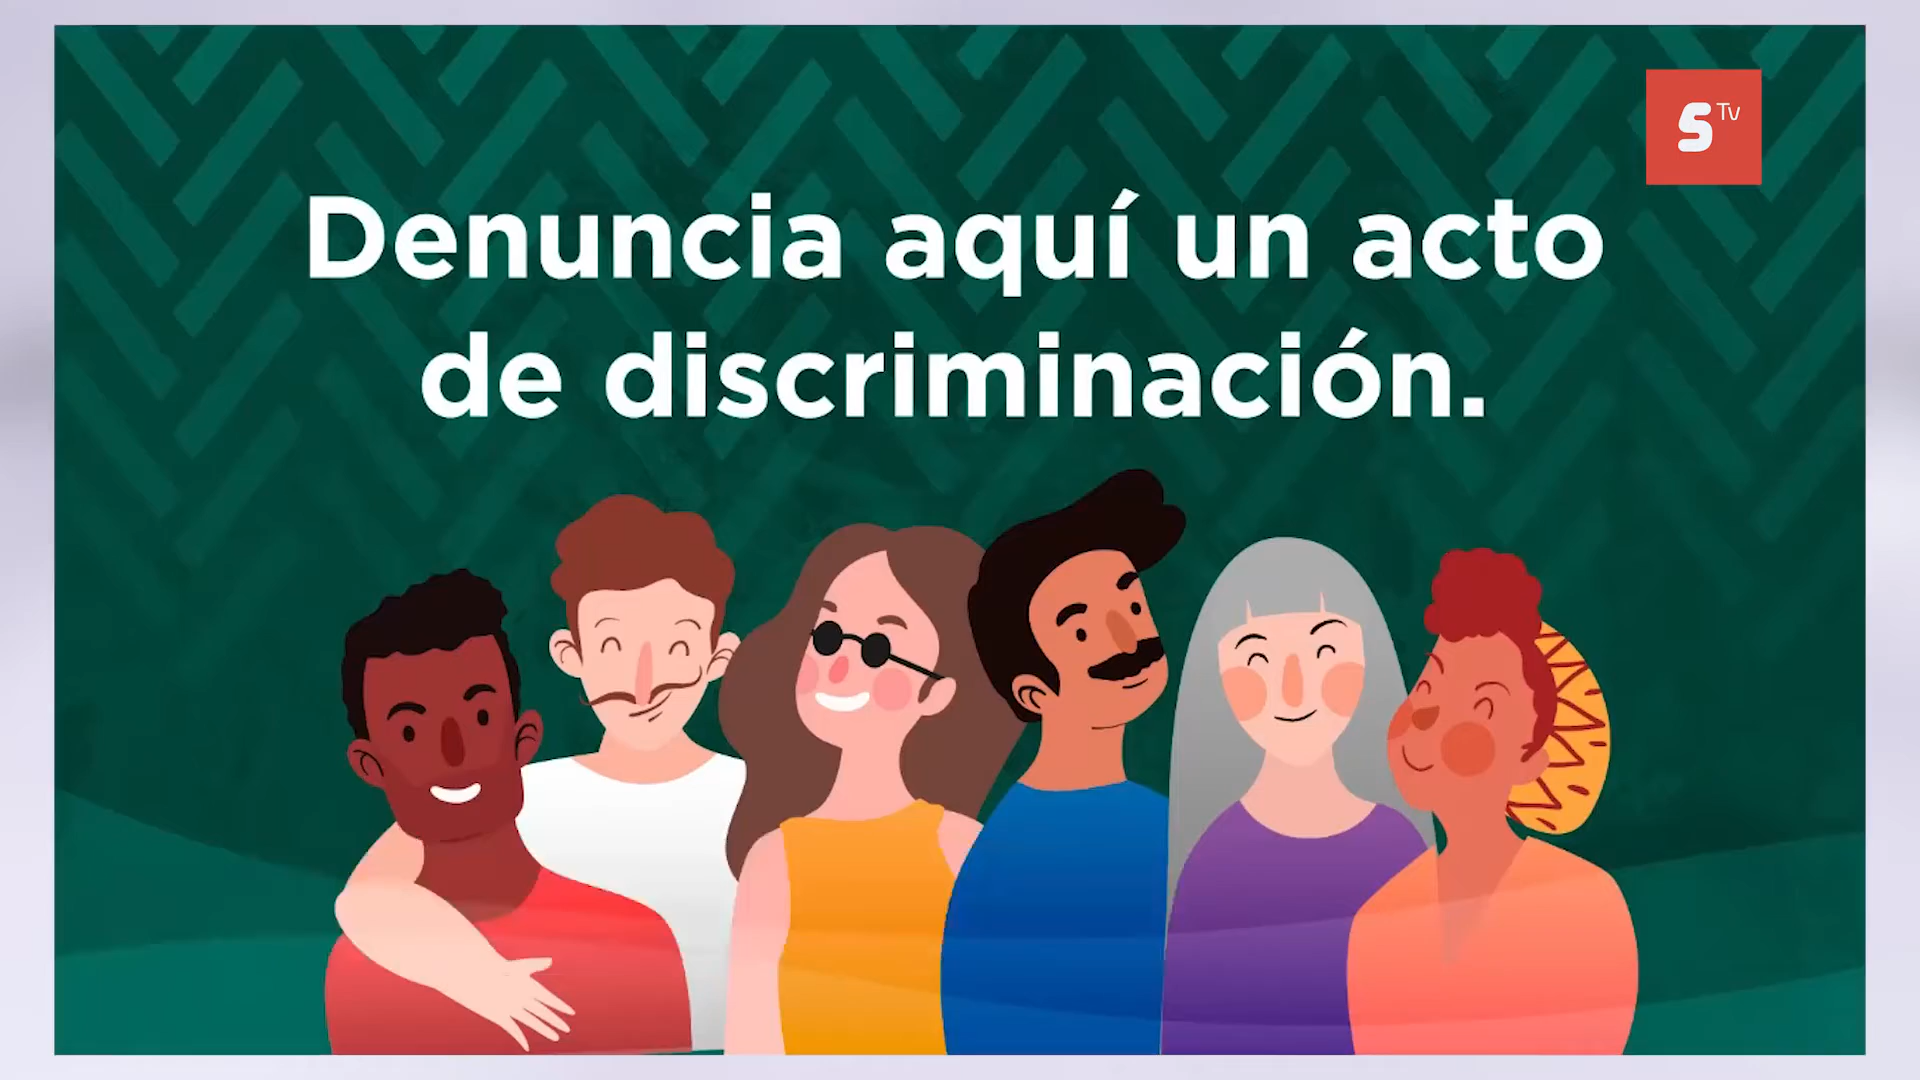 S Tv
Denuncia aquí un acto
de discriminación.